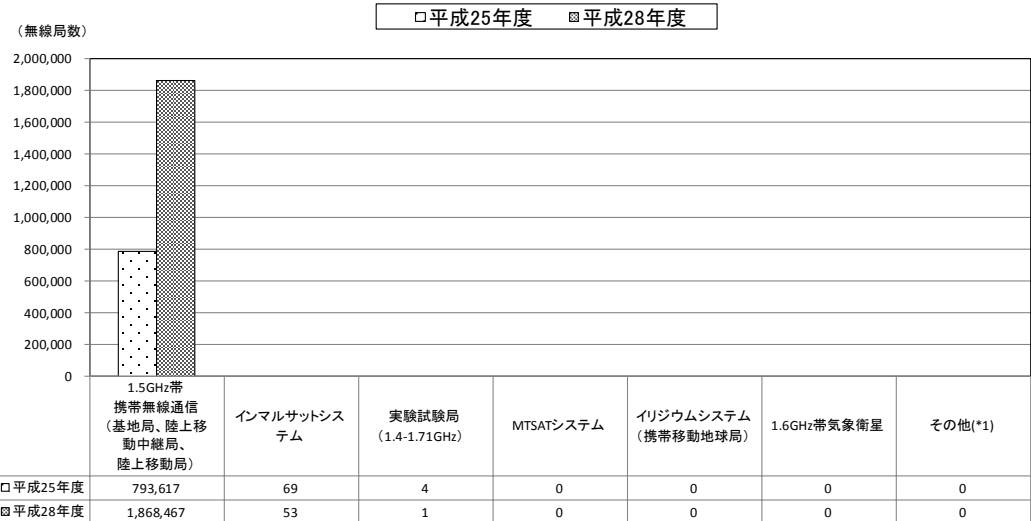 □平成25年度 ▩平成28年度
（無線局数）
2,000,000
1,800,000
1,600,000
1,400,000
1,200,000
1,000,000
800,000
600,000
400,000
200,000
0
1.5GHz帯
携帯無線通信
（基地局、陸上移
動中継局、
陸上移動局）
インマルサットシス
テム
実験試験局
（1.4-1.71GHz）
MTSATシステム
イリジウムシステム
（携帯移動地球局）
1.6GHz帯気象衛星
その他(*1)
□平成25年度 793,617 69 4 0 0 0 0
▩平成28年度 1,868,467 53 1 0 0 0 0